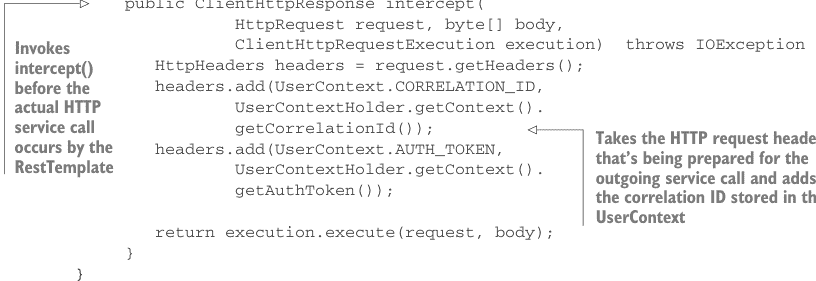 public ClientHttpResponse intercept(
HttpRequest request, byte[] body,
ClientHttpRequestExecution execution)  throws IOException
HttpHeaders headers = request.getHeaders();
headers.add(UserContext.CORRELATION_ID,
UserContextHolder.getContext().
getCorrelationId());
headers.add(UserContext.AUTH_TOKEN,
UserContextHolder.getContext().
getAuthToken());
return execution.execute(request, body);
}
}
Invokes
intercept()
before the
actual HTTP
service call
occurs by the
RestTemplate
Takes the HTTP request heade
that's being prepared for the
outgoing service call and adds
the correlation ID stored in th
UserContext